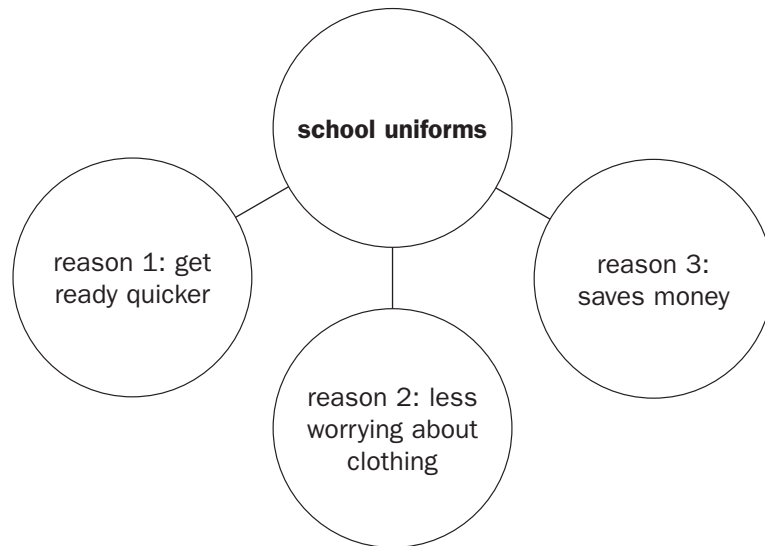 school uniforms
reason 1: get
ready quicker
reason 2: less
worrying about
clothing
reason 3:
saves money